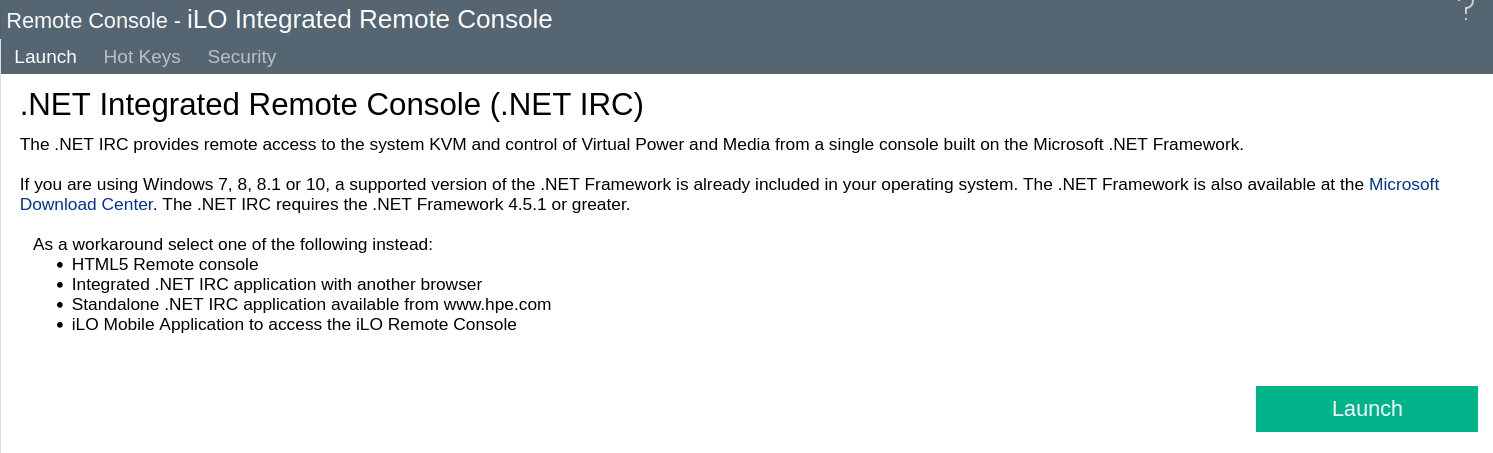 Remote Console - iLO Integrated Remote Console
?
Launch Hot Keys Security
.NET Integrated Remote Console (.NET IRC)
The .NET IRC provides remote access to the system KVM and control of Virtual Power and Media from a single console built on the Microsoft .NET Framework.
If you are using Windows 7, 8, 8.1 or 10, a supported version of the .NET Framework is already included in your operating system. The .NET Framework is also available at the Microsoft
Download Center. The .NET IRC requires the .NET Framework 4.5.1 or greater.
As a workaround select one of the following instead:
• HTML5 Remote console
• Integrated .NET IRC application with another browser
• Standalone .NET IRC application available from www.hpe.com
• iLO Mobile Application to access the iLO Remote Console
Launch